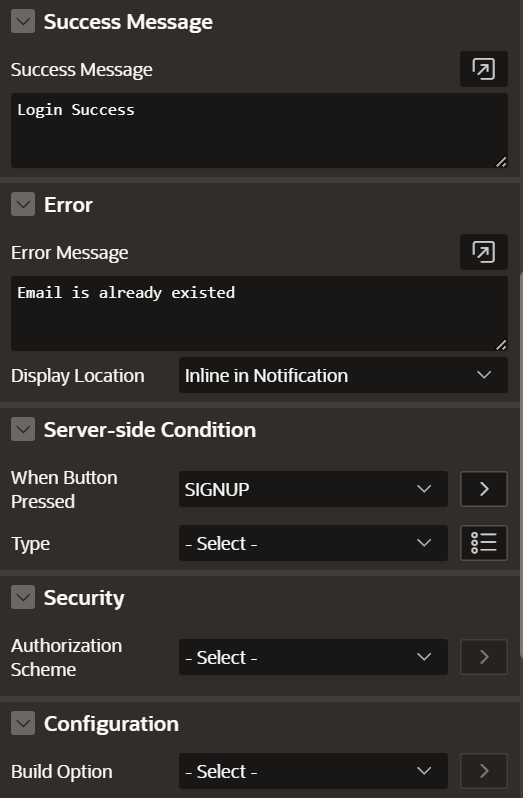 Success Message
Success Message
Login Success
Error
Error Message
Email is already existed
Display Location Inline in Notification
Server-side Condition
When Button
Pressed
SIGNUP
Type - Select -
Security
Authorization
Scheme
- Select -
Configuration
Build Option - Select -